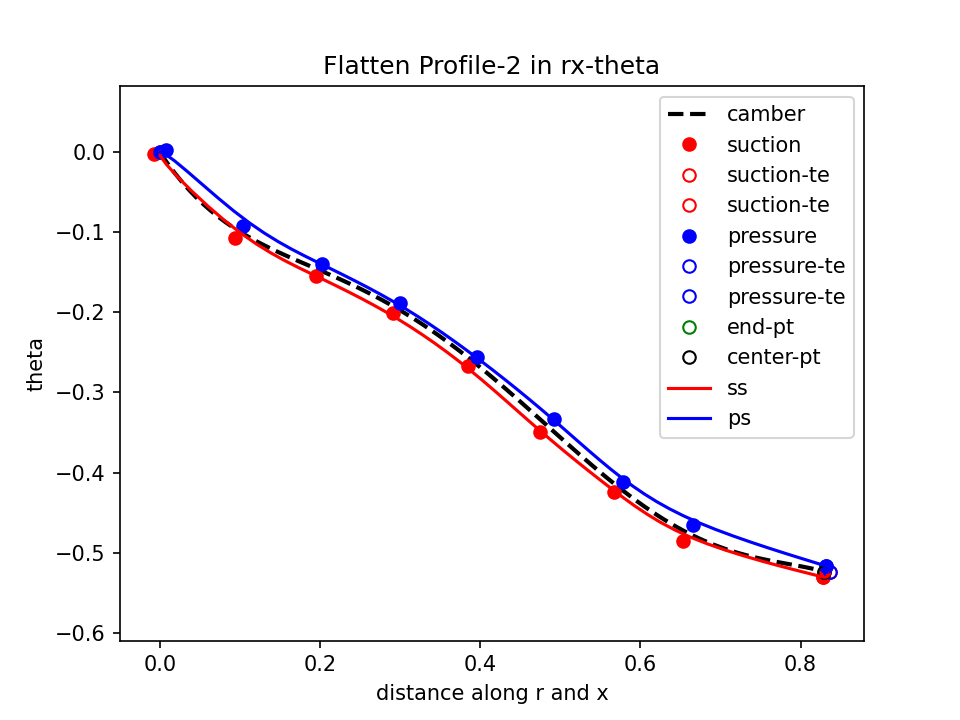 Flatten Profile-2 in rx-theta
camber
suction
suction-te
suction-te
pressure
pressure-te
pressure-te
end-pt
center-pt
ss
ps
theta
0.0
−0.1
−0.2
−0.3
−0.4
−0.5
−0.6
0.0 0.2 0.4 0.6 0.8
distance along r and x